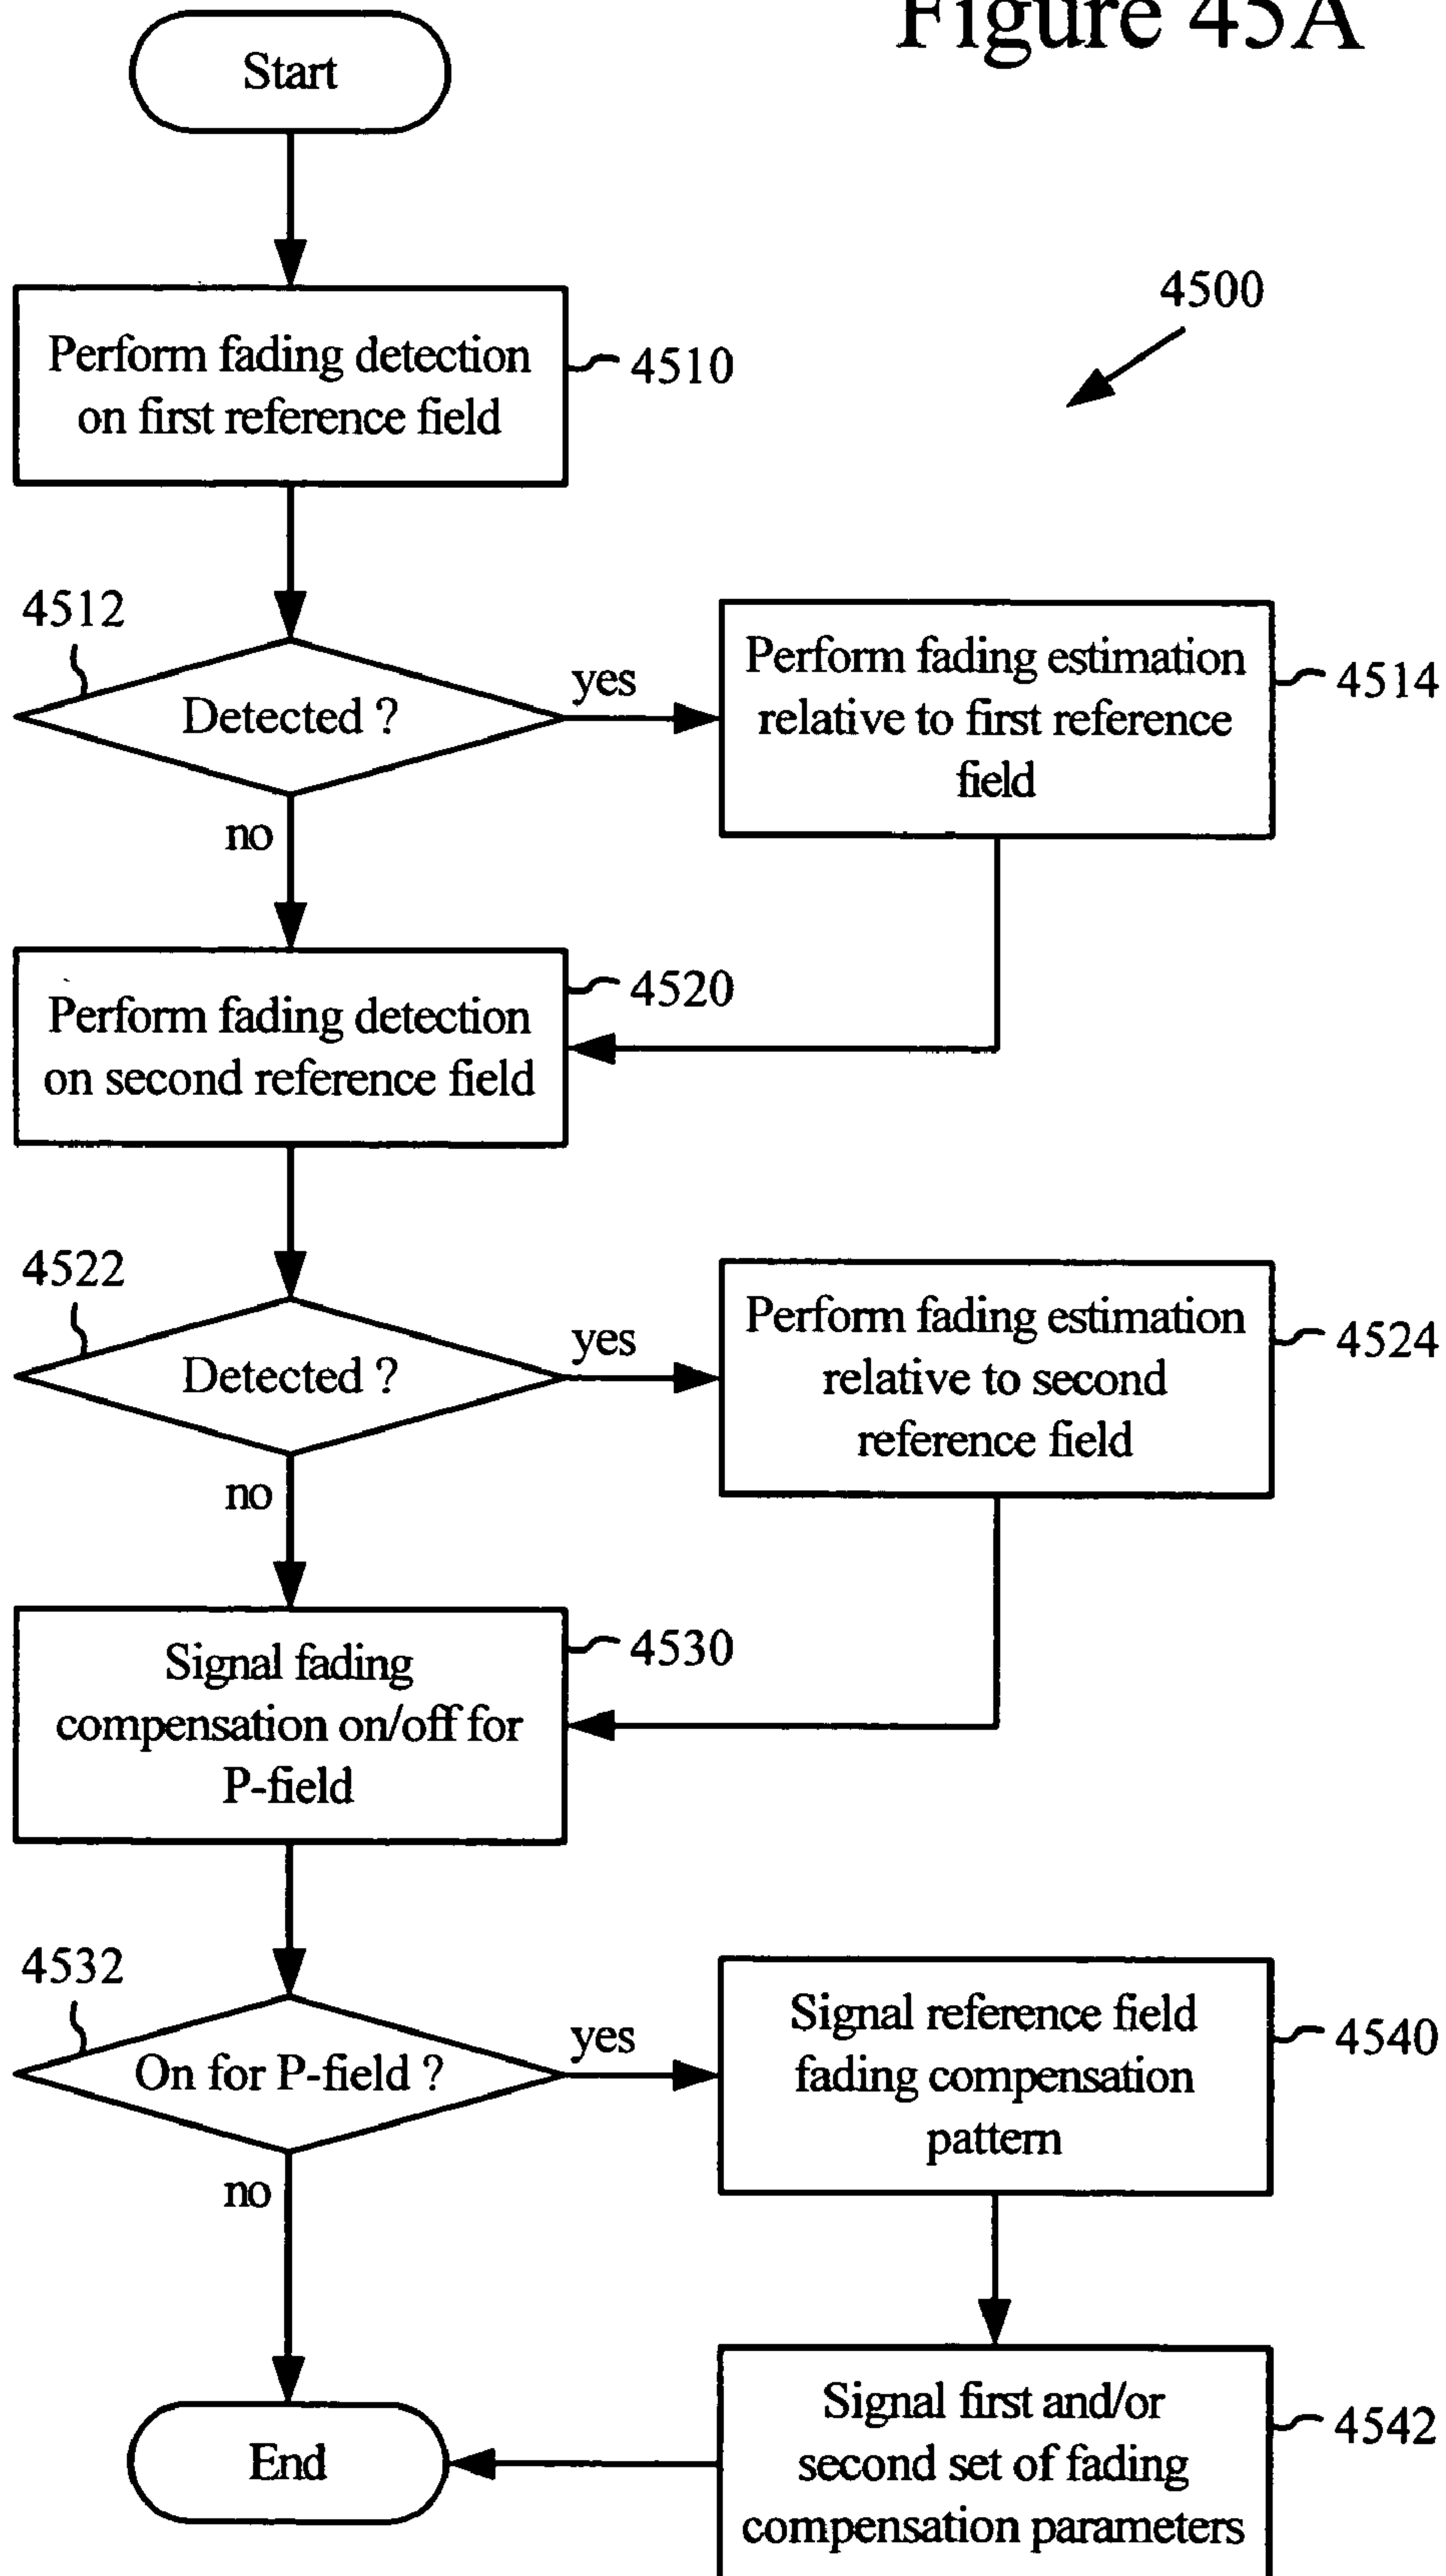 Figure 45A
Start
4500
Perform fading detection
on first reference field
4510
4512
Detected ?
yes
no
Perform fading estimation
relative to first reference
field
4514
Perform fading detection
on second reference field
4520
4522
Detected ?
yes
no
Perform fading estimation
relative to second
reference field
4524
Signal fading
compensation on/off for
P-field
4530
4532
On for P-field ?
yes
no
Signal reference field
fading compensation
pattern
4540
Signal first and/or
second set of fading
compensation parameters
4542
End